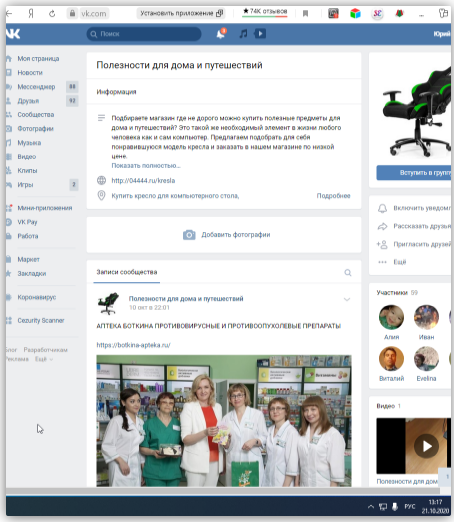 Я
vk.com
Установить приложение
★ 74K отзывов
Поиск
Юрий
Моя страница
Новости
Мессенджер 88
Друзья 92
Сообщества
Фотографии
Музыка
Видео
Клипы
Игры 2
Мини-приложения
VK Pay
Работа
Маркет
Закладки
Коронавирус
Cezurity Scanner
Блог Разработчикам
Реклама Ещё
Полезности для дома и путешествий
Информация
Подбираете магазин где не дорого можно купить полезные предметы для
дома и путешествий? Это такой же необходимый элемент в жизни любого
человека как и сам компьютер. Предлагаем подобрать для себя
понравившуюся модель кресла и заказать в нашем магазине по низкой
цене.
Показать полностью...
http://04444.ru/kresla
Купить кресло для компьютерного стола, Подробнее
Добавить фотографии
Записи сообщества
Полезности для дома и путешествий
10 окт в 22:01
АПТЕКА БОТКИНА ПРОТИВОВИРУСНЫЕ И ПРОТИВООПУХОЛЕВЫЕ ПРЕПАРАТЫ
https://botkina-apteka.ru/
Вступить в групп
Включить уведом
Рассказать друзья
Пригласить друзей
Ещё
Участники 59
Алия Иван
Виталий Evelina
Видео 1
Полезности для дом
РУС
13:17
21.10.2020